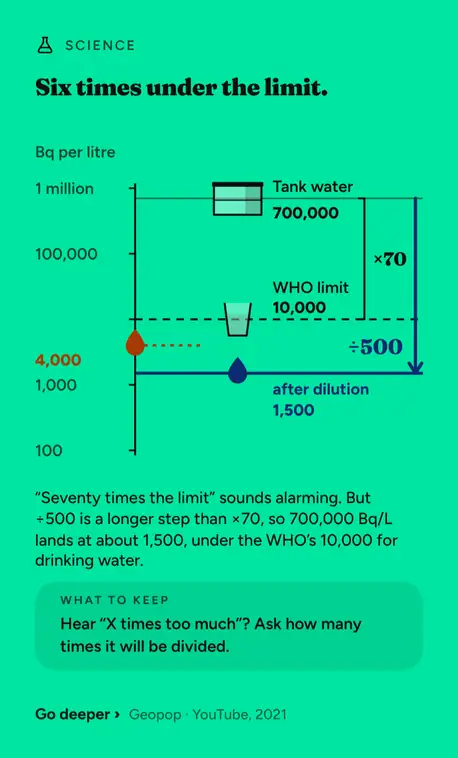 SCIENCE
Six times under the limit.
Bq per litre
1 million
Tank water
700,000
100,000
×70
WHO limit
10,000
÷500
4,000
1,000
after dilution
1,500
100
“Seventy times the limit” sounds alarming. But
÷500 is a longer step than ×70, so 700,000 Bq/L
lands at about 1,500, under the WHO’s 10,000 for
drinking water.
WHAT TO KEEP
Hear “X times too much”? Ask how many
times it will be divided.
Go deeper › Geopop · YouTube, 2021